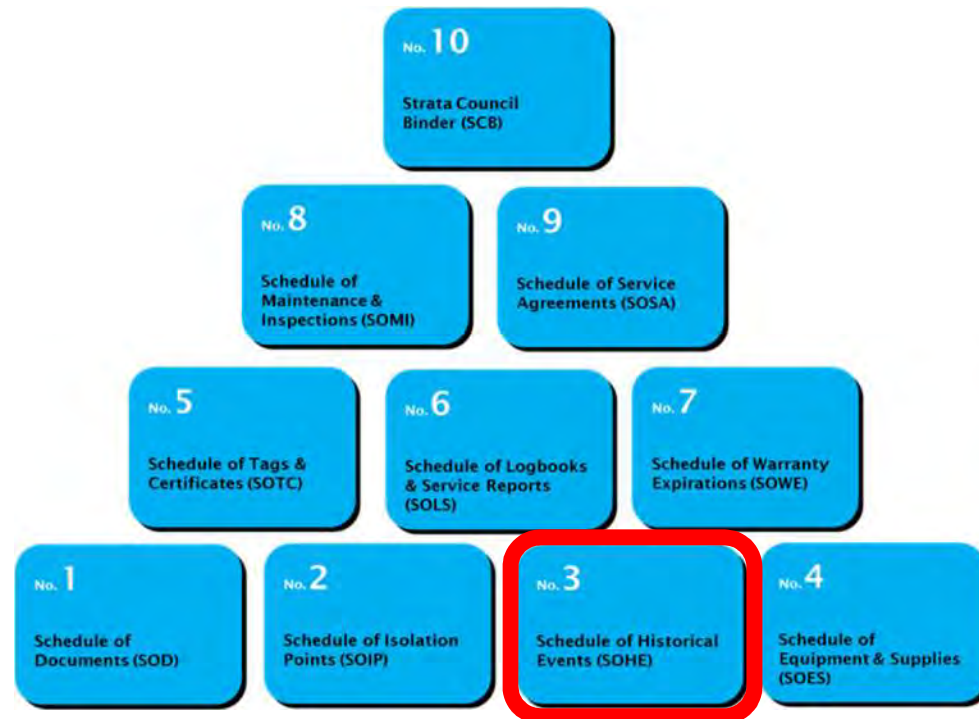 No. 10
Strata Council
Binder (SCB)
No. 8
Schedule of
Maintenance &
Inspections (SOMI)
No. 9
Schedule of Service
Agreements (SOSA)
No. 5
Schedule of Tags &
Certificates (SOTC)
No. 6
Schedule of Logbooks
& Service Reports
(SOLS)
No. 7
Schedule of Warranty
Expirations (SOWE)
No. 1
Schedule of
Documents (SOD)
No. 2
Schedule of Isolation
Points (SOIP)
No. 3
Schedule of Historical
Events (SOHE)
No. 4
Schedule of
Equipment & Supplies
(SOES)